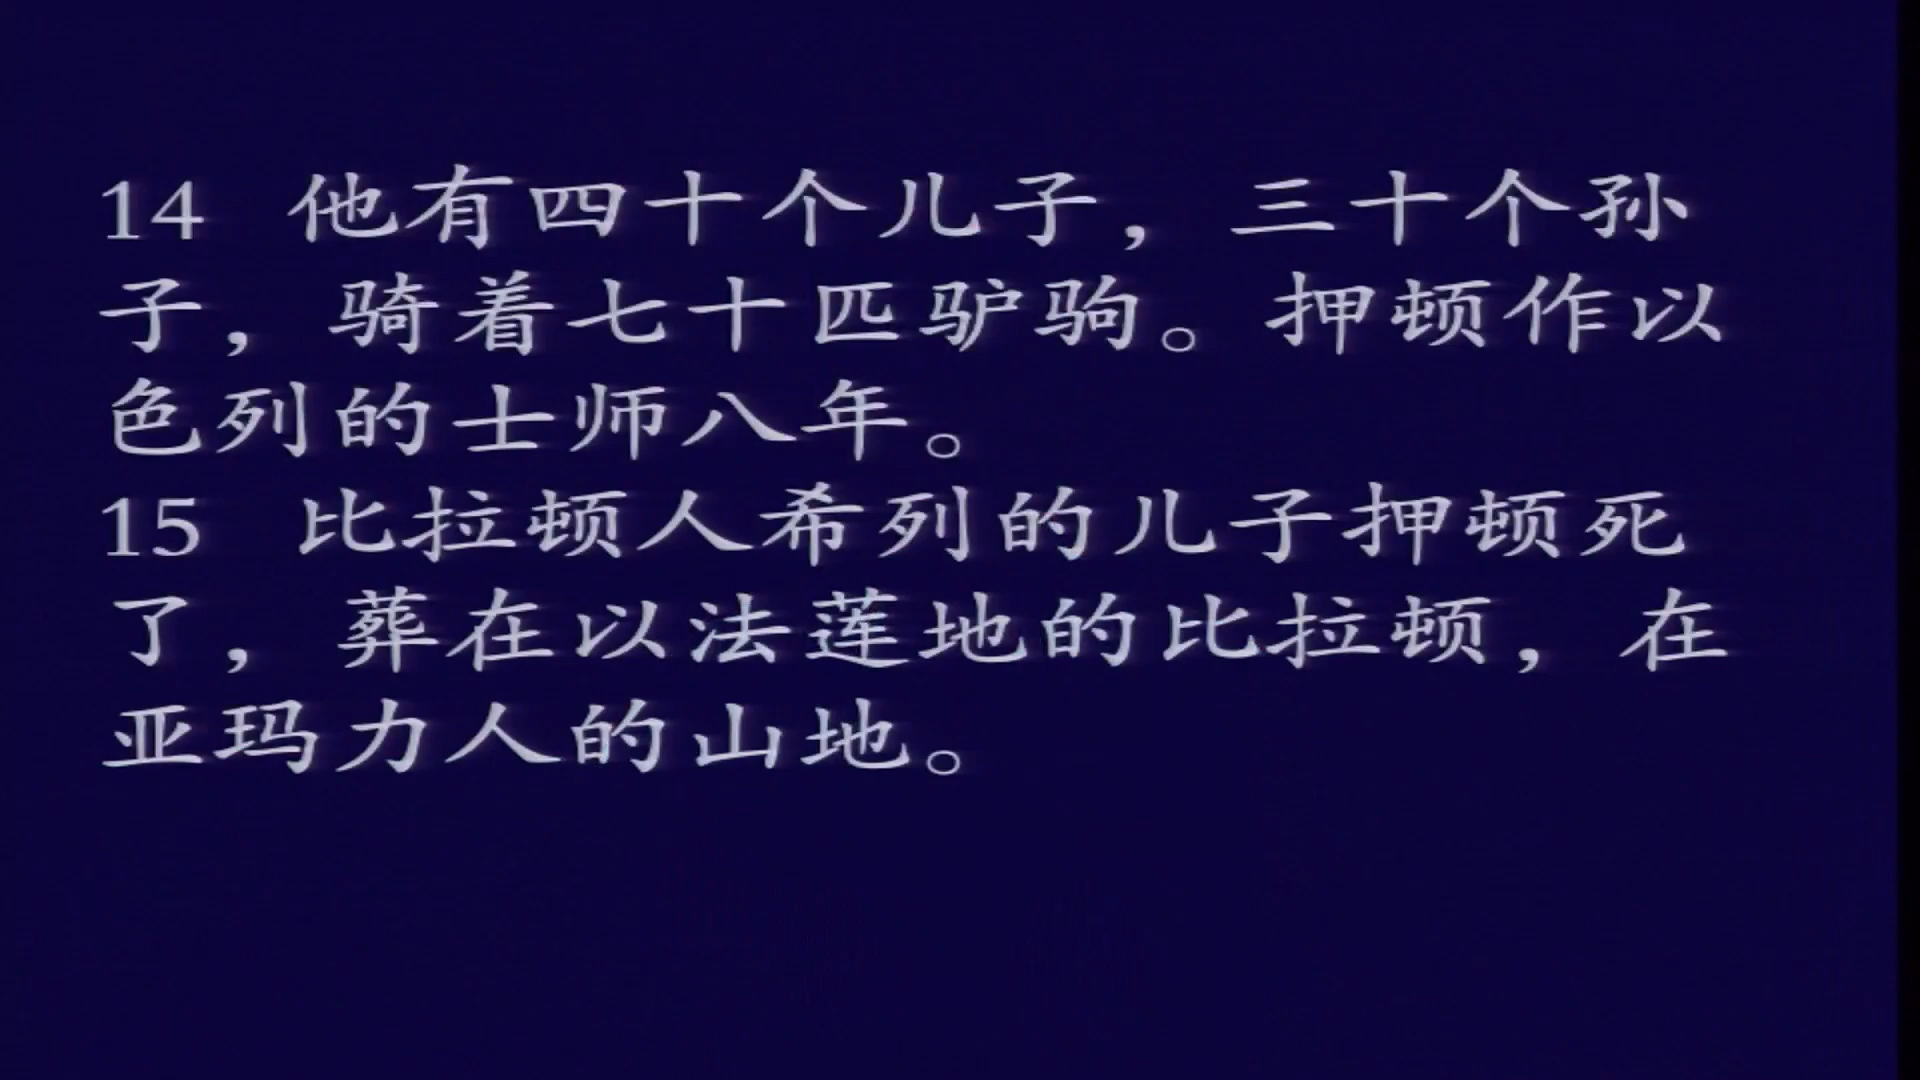 14 他有四十个儿子，三十个孙
子，骑着七十匹驴驹。押顿作以
色列的士师八年。
15 比拉顿人希列的儿子押顿死
了，葬在以法莲地的比拉顿，在
亚玛力人的山地。